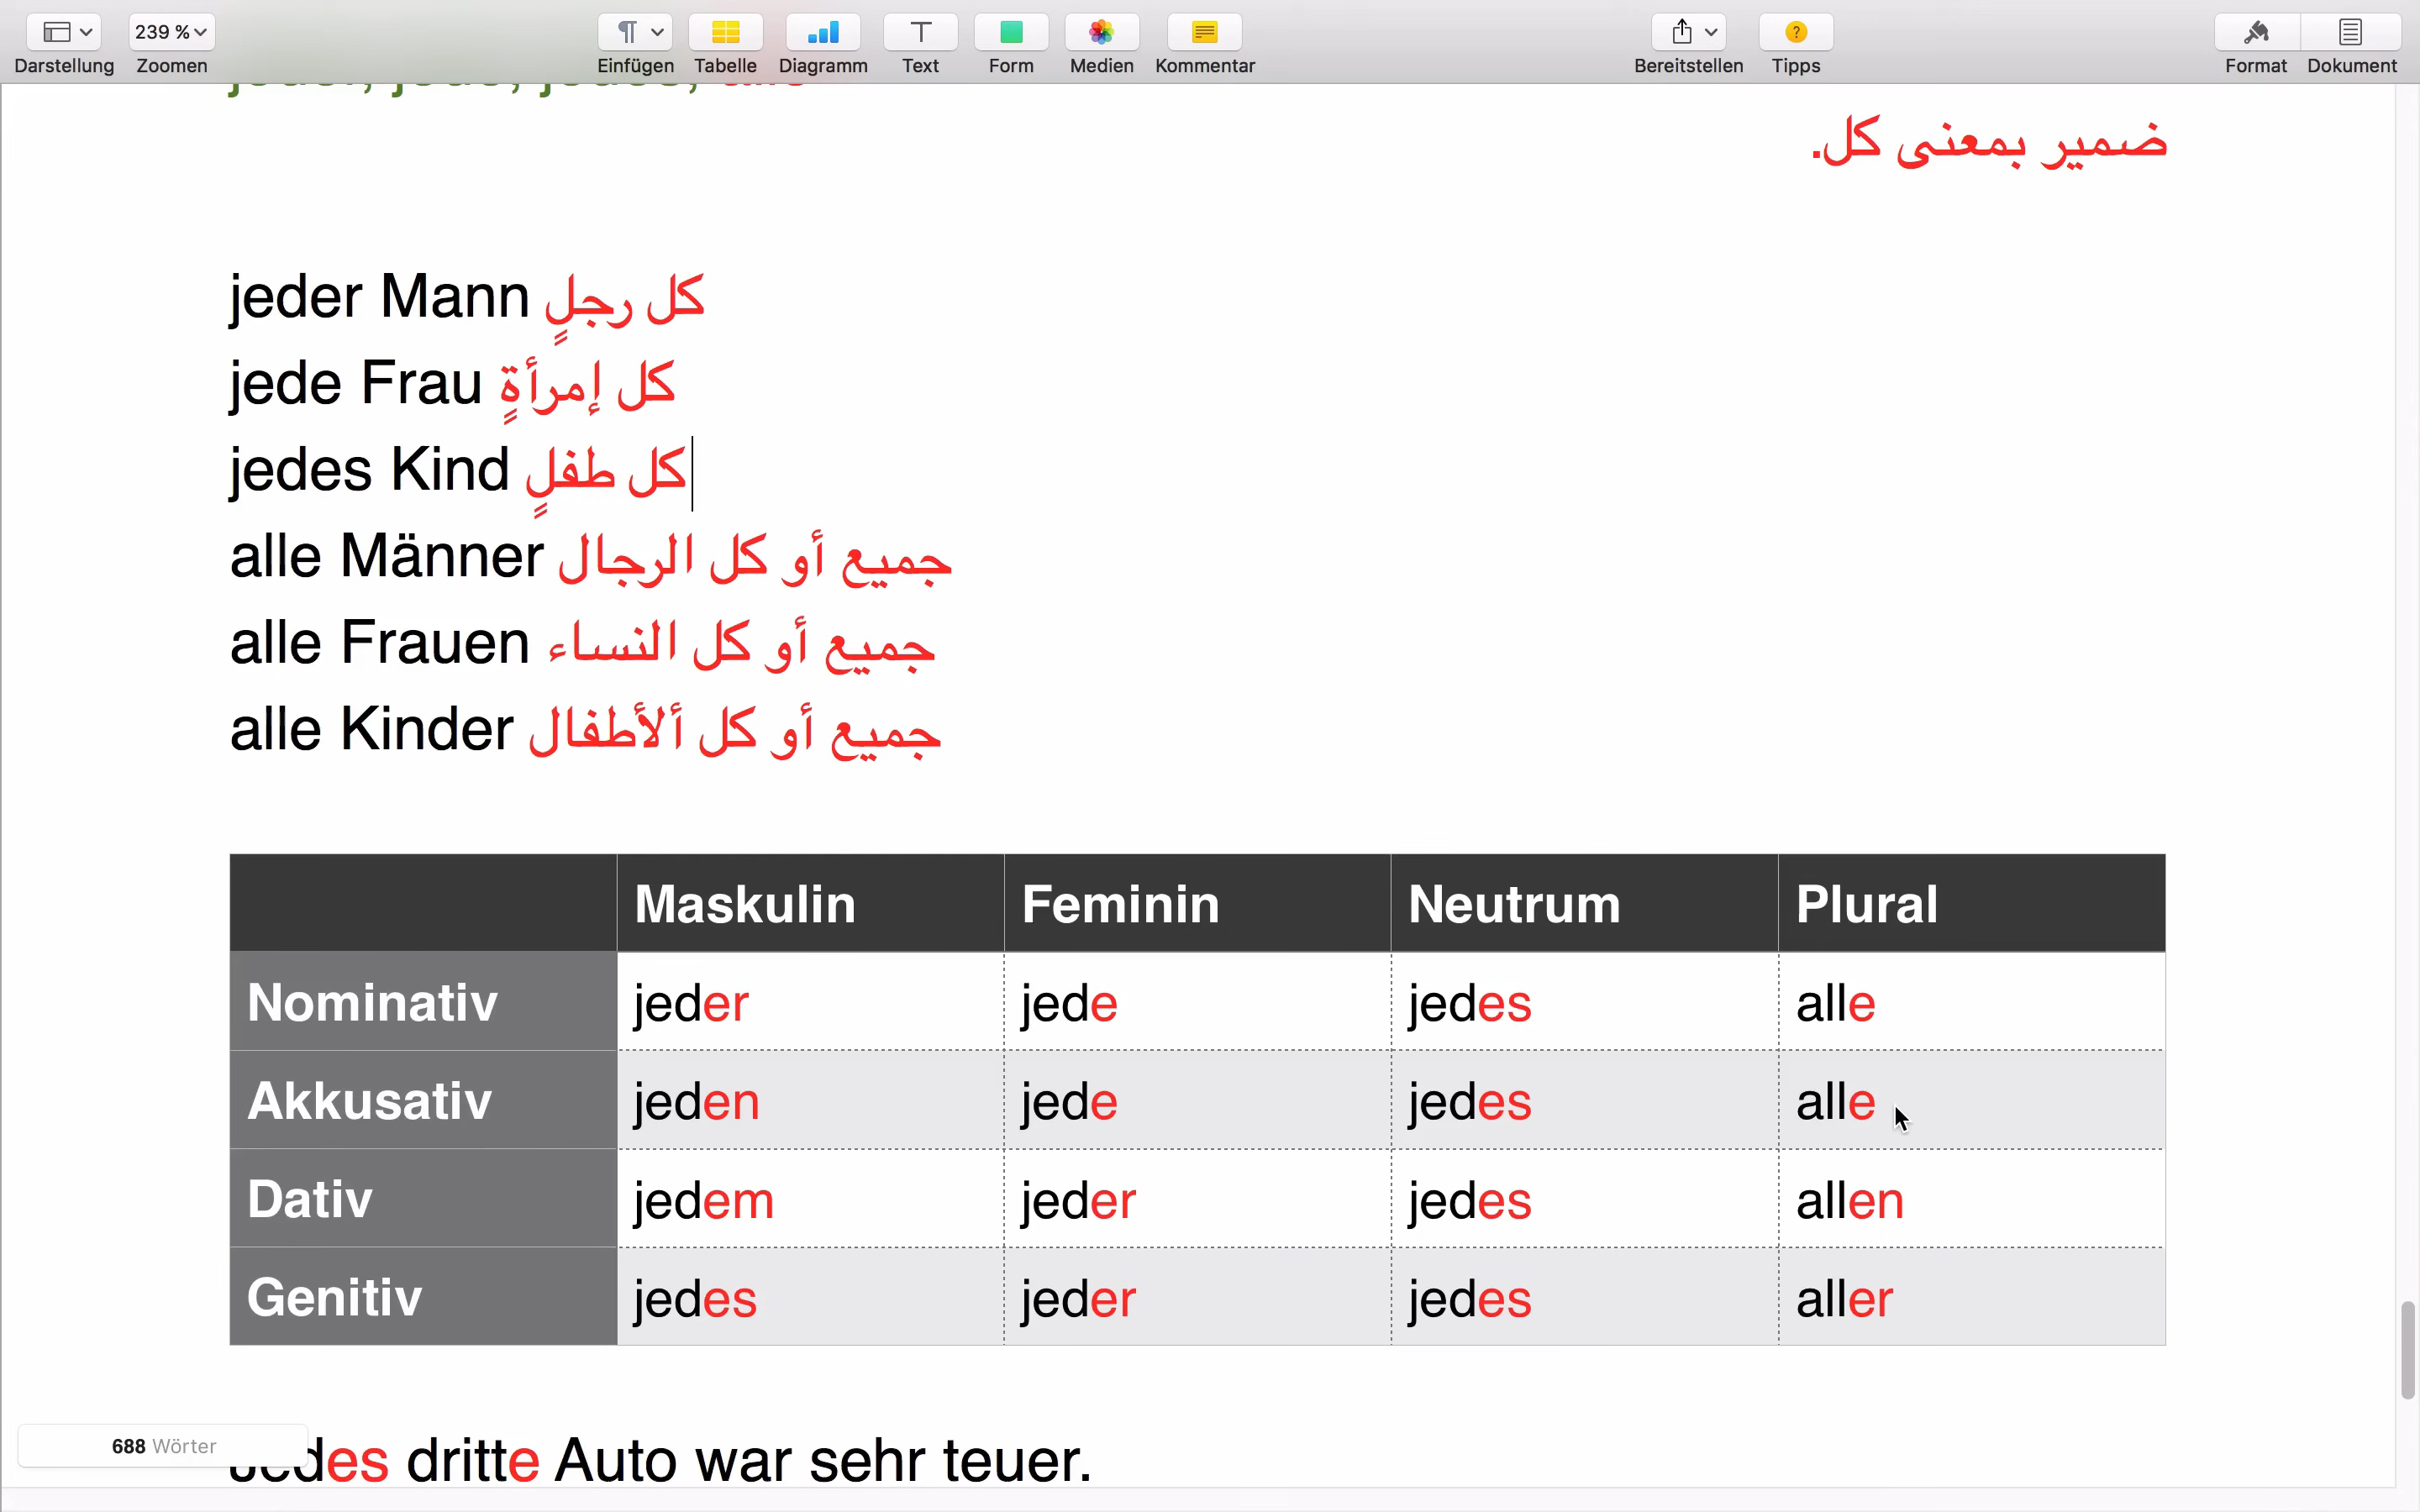 239 %
Darstellung Zoomen Einfügen Tabelle Diagramm Text Form Medien Kommentar Bereitstellen Tipps Format Dokument
ضمير بمعنى كل.
jeder Mann كل رجلٍ
jede Frau كل إمرأةٍ
jedes Kind كل طفلٍ
alle Männer جميع أو كل الرجال
alle Frauen جميع أو كل النساء
alle Kinder جميع أو كل ألأطفال
Maskulin Feminin Neutrum Plural
Nominativ jeder jede jedes alle
Akkusativ jeden jede jedes alle
Dativ jedem jeder jedes allen
Genitiv jedes jeder jedes aller
688 Wörter
Jedes dritte Auto war sehr teuer.